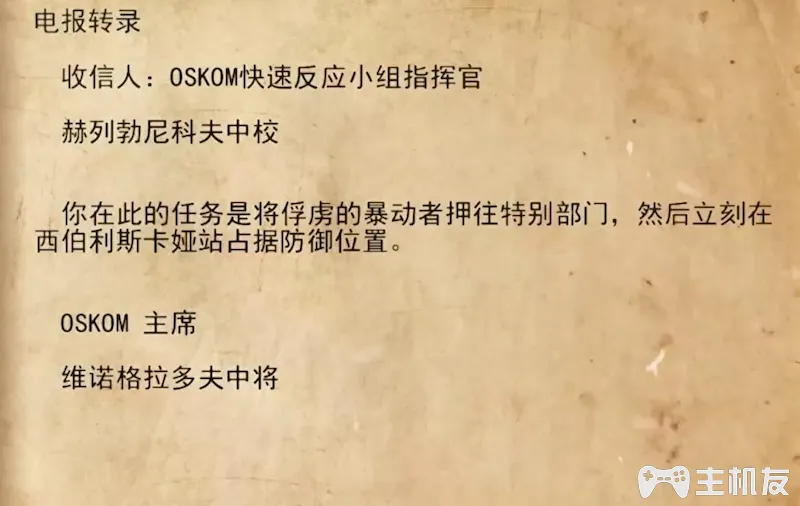 电报转录
收信人：OSKOM快速反应小组指挥官
赫列勃尼科夫中校
你在此的任务是将俘虏的暴动者押往特别部门，然后立刻在
西伯利斯卡娅站占据防御位置。
OSKOM 主席
维诺格拉多夫中将
主机友